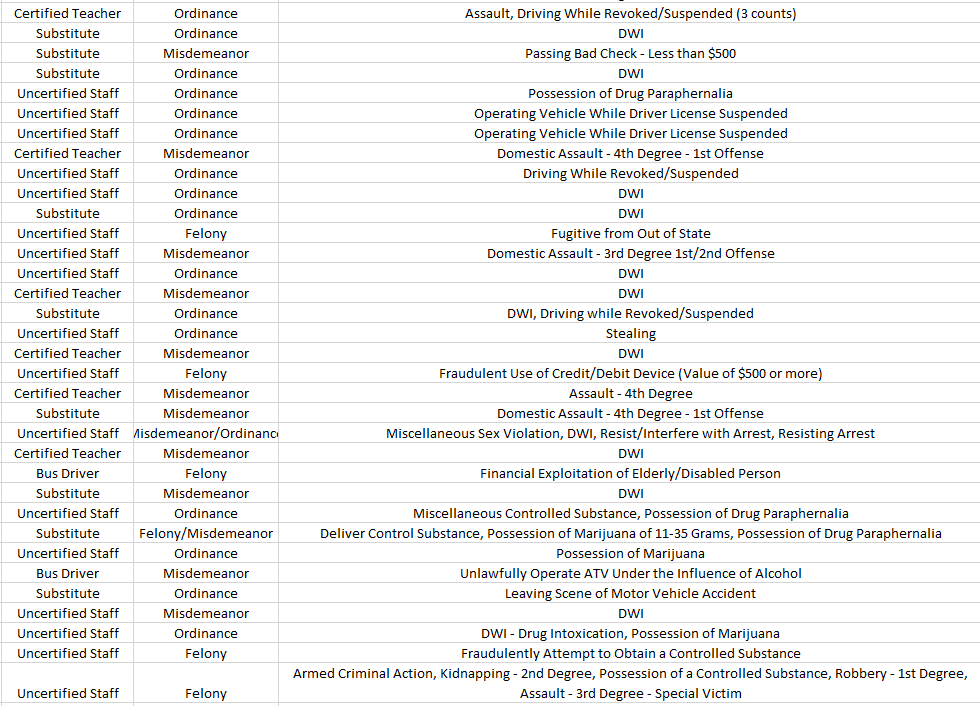 Certified Teacher Ordinance Assault, Driving While Revoked/Suspended (3 counts)
Substitute Ordinance DWI
Substitute Misdemeanor Passing Bad Check - Less than $500
Substitute Ordinance DWI
Uncertified Staff Ordinance Possession of Drug Paraphernalia
Uncertified Staff Ordinance Operating Vehicle While Driver License Suspended
Uncertified Staff Ordinance Operating Vehicle While Driver License Suspended
Certified Teacher Misdemeanor Domestic Assault - 4th Degree - 1st Offense
Uncertified Staff Ordinance Driving While Revoked/Suspended
Uncertified Staff Ordinance DWI
Substitute Ordinance DWI
Uncertified Staff Felony Fugitive from Out of State
Uncertified Staff Misdemeanor Domestic Assault - 3rd Degree 1st/2nd Offense
Uncertified Staff Ordinance DWI
Certified Teacher Misdemeanor DWI
Substitute Ordinance DWI, Driving while Revoked/Suspended
Uncertified Staff Ordinance Stealing
Certified Teacher Misdemeanor DWI
Uncertified Staff Felony Fraudulent Use of Credit/Debit Device (Value of $500 or more)
Certified Teacher Misdemeanor Assault - 4th Degree
Substitute Misdemeanor Domestic Assault - 4th Degree - 1st Offense
Uncertified Staff Misdemeanor/Ordinance Miscellaneous Sex Violation, DWI, Resist/Interfere with Arrest, Resisting Arrest
Certified Teacher Misdemeanor DWI
Bus Driver Felony Financial Exploitation of Elderly/Disabled Person
Substitute Misdemeanor DWI
Uncertified Staff Ordinance Miscellaneous Controlled Substance, Possession of Drug Paraphernalia
Substitute Felony/Misdemeanor Deliver Control Substance, Possession of Marijuana of 11-35 Grams, Possession of Drug Paraphernalia
Uncertified Staff Ordinance Possession of Marijuana
Bus Driver Misdemeanor Unlawfully Operate ATV Under the Influence of Alcohol
Substitute Ordinance Leaving Scene of Motor Vehicle Accident
Uncertified Staff Misdemeanor DWI
Uncertified Staff Ordinance DWI - Drug Intoxication, Possession of Marijuana
Uncertified Staff Felony Fraudulently Attempt to Obtain a Controlled Substance
Armed Criminal Action, Kidnapping - 2nd Degree, Possession of a Controlled Substance, Robbery - 1st Degree,
Uncertified Staff Felony Assault - 3rd Degree - Special Victim